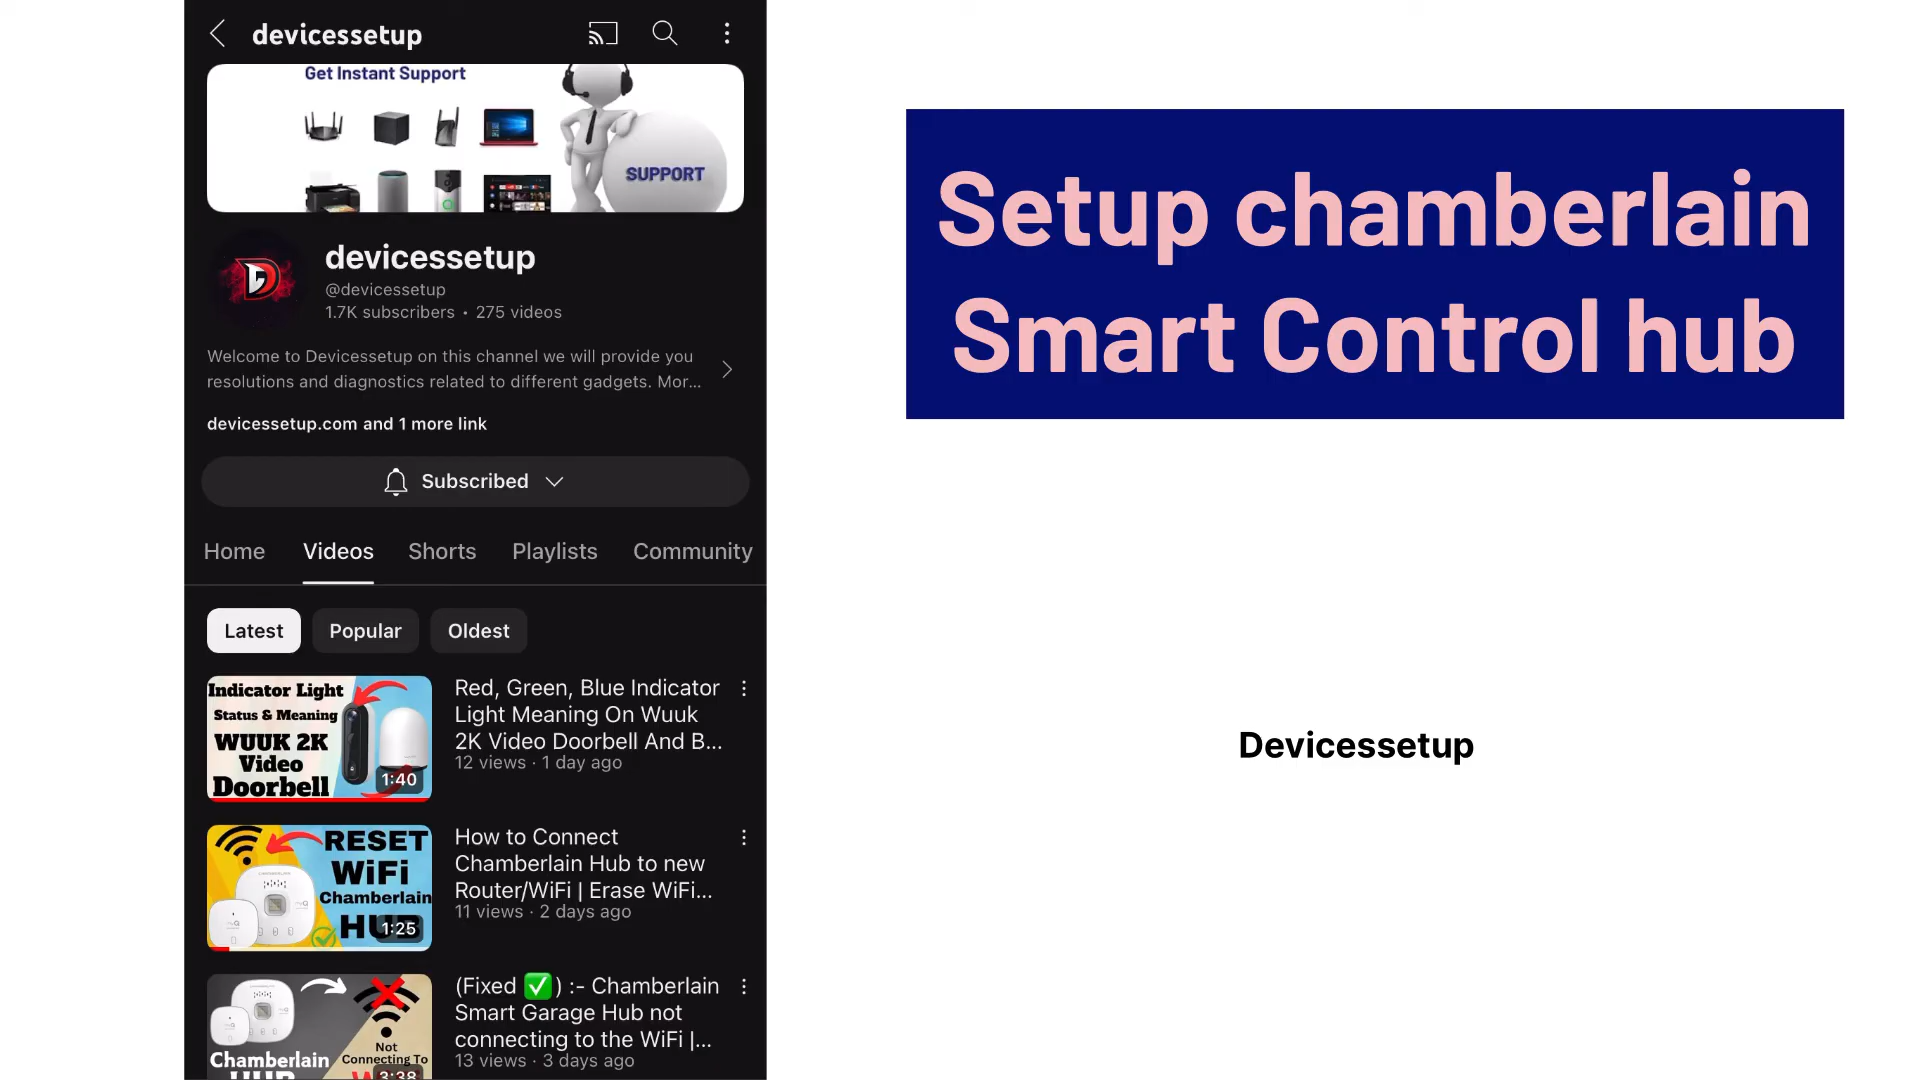 devicessetup
Get Instant Support
SUPPORT
devicessetup
@devicessetup
1.7K subscribers • 275 videos
Welcome to Devicessetup on this channel we will provide you
resolutions and diagnostics related to different gadgets. Mor...
devicessetup.com and 1 more link
Subscribed
Home Videos Shorts Playlists Community
Latest Popular Oldest
Indicator Light
Status & Meaning
WUUK 2K
Video
Doorbell
1:40
Red, Green, Blue Indicator
Light Meaning On Wuuk
2K Video Doorbell And B...
12 views · 1 day ago
RESET
WiFi
Chamberlain
HUB
1:25
How to Connect
Chamberlain Hub to new
Router/WiFi | Erase WiFi...
11 views · 2 days ago
Chamberlain
HUB
Not
Connecting To
3:38
(Fixed ✅) :- Chamberlain
Smart Garage Hub not
connecting to the WiFi |...
13 views · 3 days ago
Setup chamberlain
Smart Control hub
Devicessetup